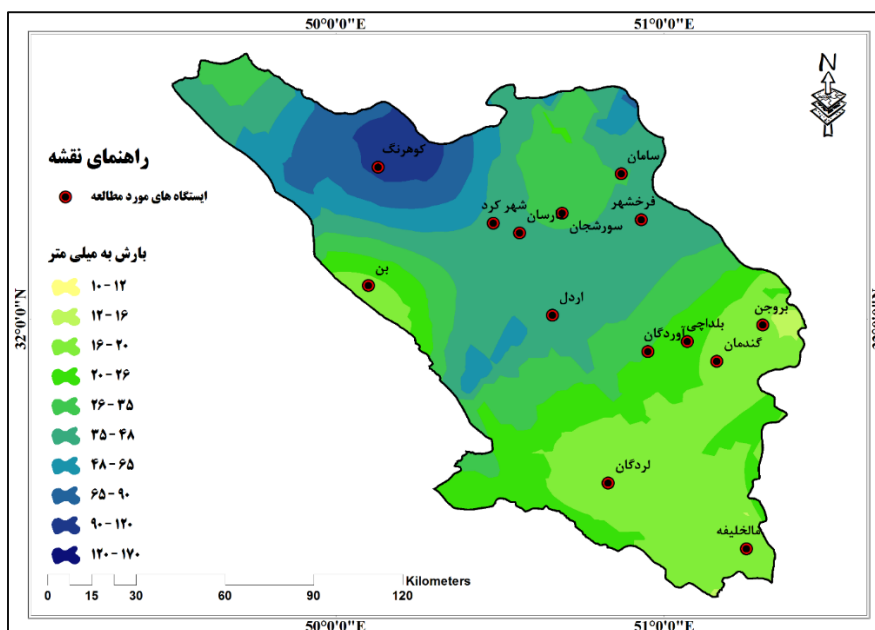 50°0'0"E 51°0'0"E
N
راهنمای نقشه
ایستگاه های مورد مطالعه
بارش به میلی متر
۱۰ - ۱۲
۱۲ - ۱۶
۱۶ - ۲۰
۲۰ - ۲۶
۲۶ - ۳۵
۳۵ - ۴۸
۴۸ - ۶۵
۶۵ - ۹۰
۹۰ - ۱۲۰
۱۲۰ - ۱۷۰
کوهرنگ
سامان
فرخشهر
شهر کرد
سورشجان
بن
اردل
بروجن
بلداچی
آوردگان
گندمان
لردگان
مالخلیفه
32°0'0"N
Kilometers
0 15 30 60 90 120
50°0'0"E 51°0'0"E